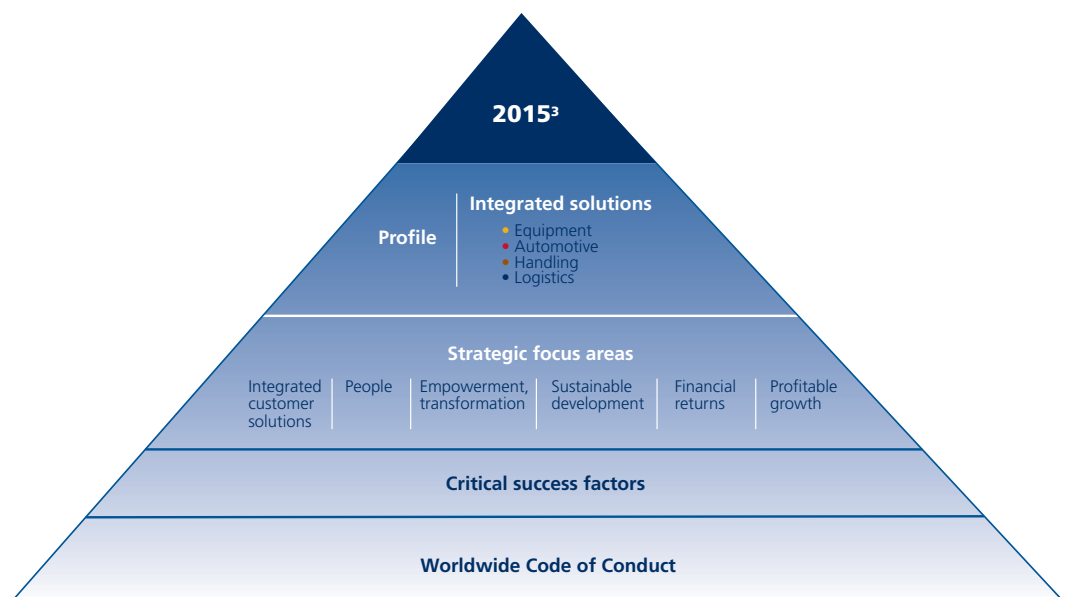 2015³
Profile
Integrated solutions
• Equipment
• Automotive
• Handling
• Logistics
Strategic focus areas
Integrated
customer
solutions
People
Empowerment,
transformation
Sustainable
development
Financial
returns
Profitable
growth
Critical success factors
Worldwide Code of Conduct